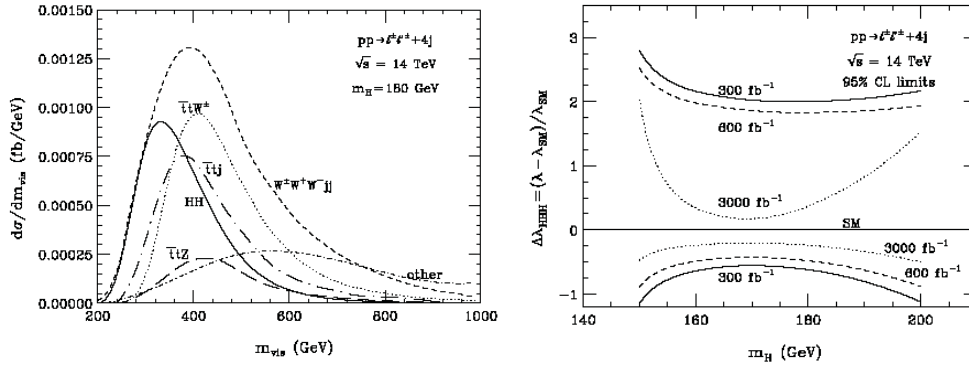 pp→ℓ±ℓ'±+4j
√s = 14 TeV
m_H=180 GeV
t̄tW±
t̄tj
W±W+W−jj
HH
t̄tZ
other
dσ/dm_vis (fb/GeV)
0.00150
0.00125
0.00100
0.00075
0.00050
0.00025
0.00000
200 400 600 800 1000
m_vis (GeV)
pp→ℓ±ℓ'±+4j
√s = 14 TeV
95% CL limits
300 fb−1
600 fb−1
3000 fb−1
SM
3000 fb−1
600 fb−1
300 fb−1
Δλ_HHH=(λ − λ_SM)/λ_SM
3
2
1
0
−1
140 160 180 200
m_H (GeV)